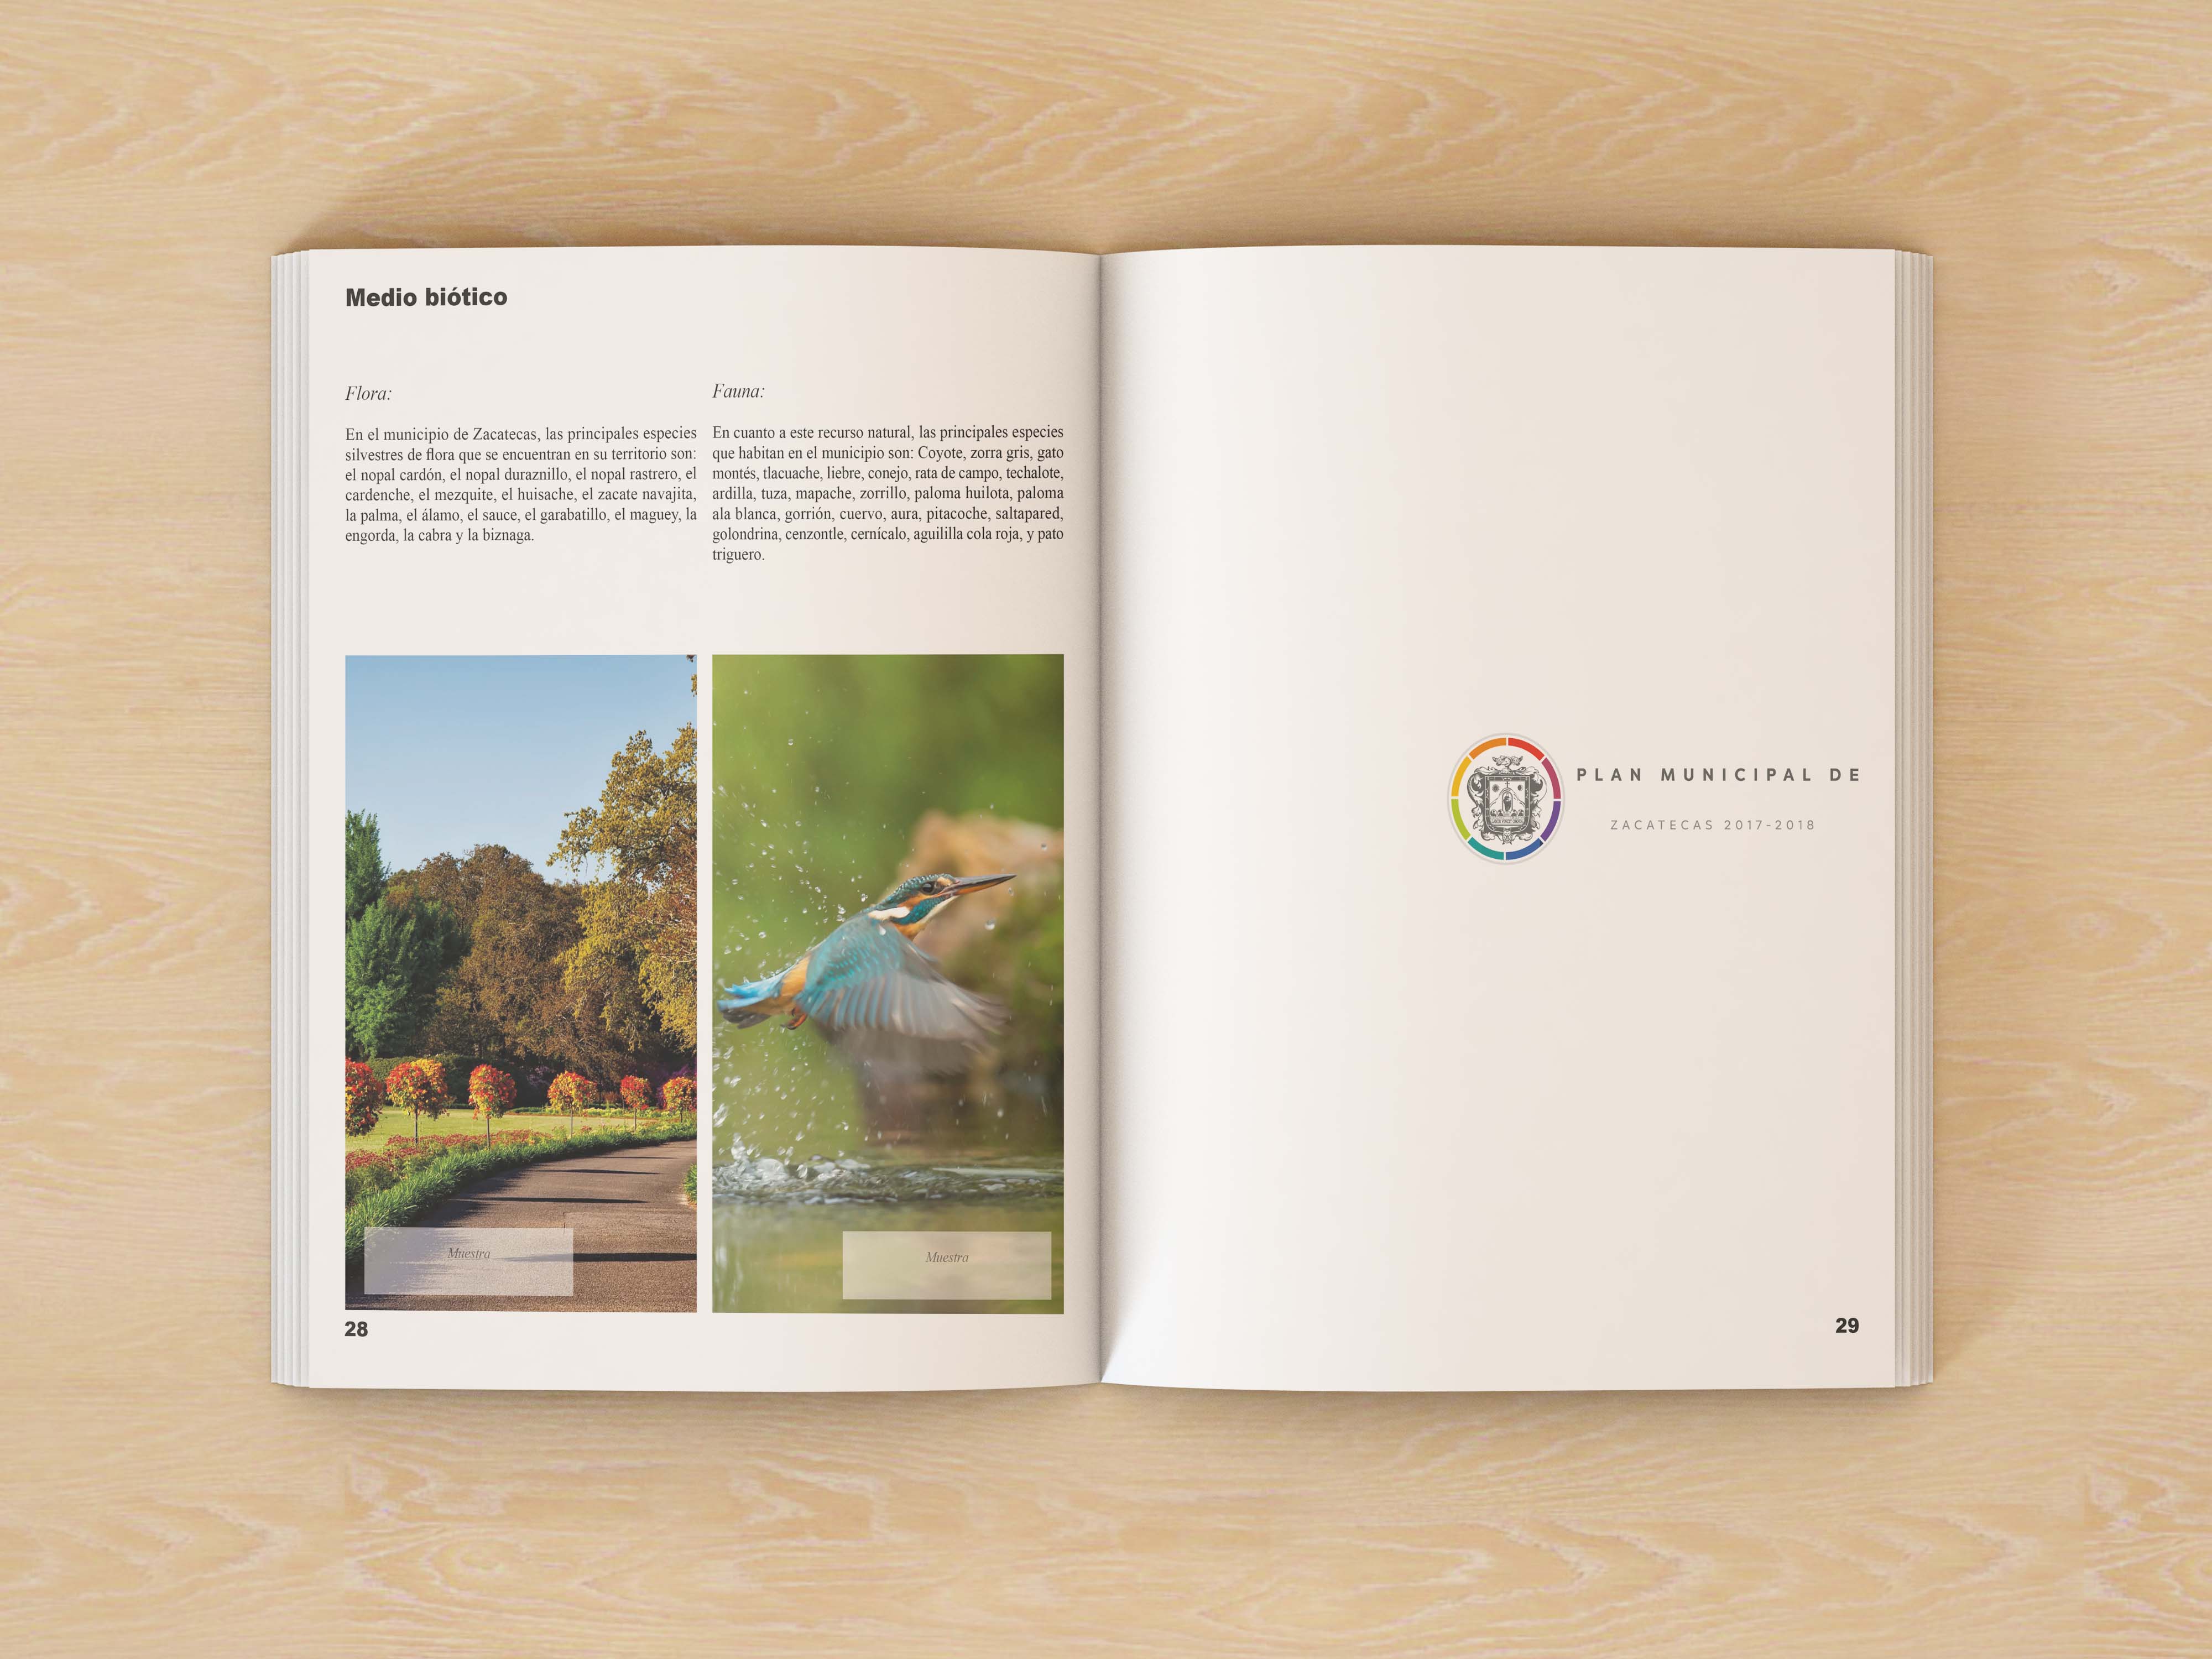 Medio biótico
Flora:
En el municipio de Zacatecas, las principales especies
silvestres de flora que se encuentran en su territorio son:
el nopal cardón, el nopal duraznillo, el nopal rastrero, el
cardenche, el mezquite, el huisache, el zacate navajita,
la palma, el álamo, el sauce, el garabatillo, el maguey, la
engorda, la cabra y la biznaga.
Fauna:
En cuanto a este recurso natural, las principales especies
que habitan en el municipio son: Coyote, zorra gris, gato
montés, tlacuache, liebre, conejo, rata de campo, techalote,
ardilla, tuza, mapache, zorrillo, paloma huilota, paloma
ala blanca, gorrión, cuervo, aura, pitacoche, saltapared,
golondrina, cenzontle, cernícalo, aguililla cola roja, y pato
triguero.
Muestra
Muestra
28
PLAN MUNICIPAL DE
ZACATECAS 2017-2018
29